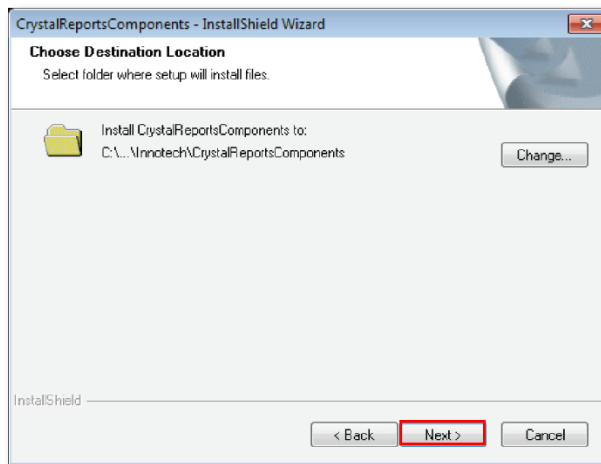 CrystalReportsComponents - InstallShield Wizard
Choose Destination Location
Select folder where setup will install files.
Install CrystalReportsComponents to:
C:\...\Innotech\CrystalReportsComponents
Change...
InstallShield
< Back
Next >
Cancel